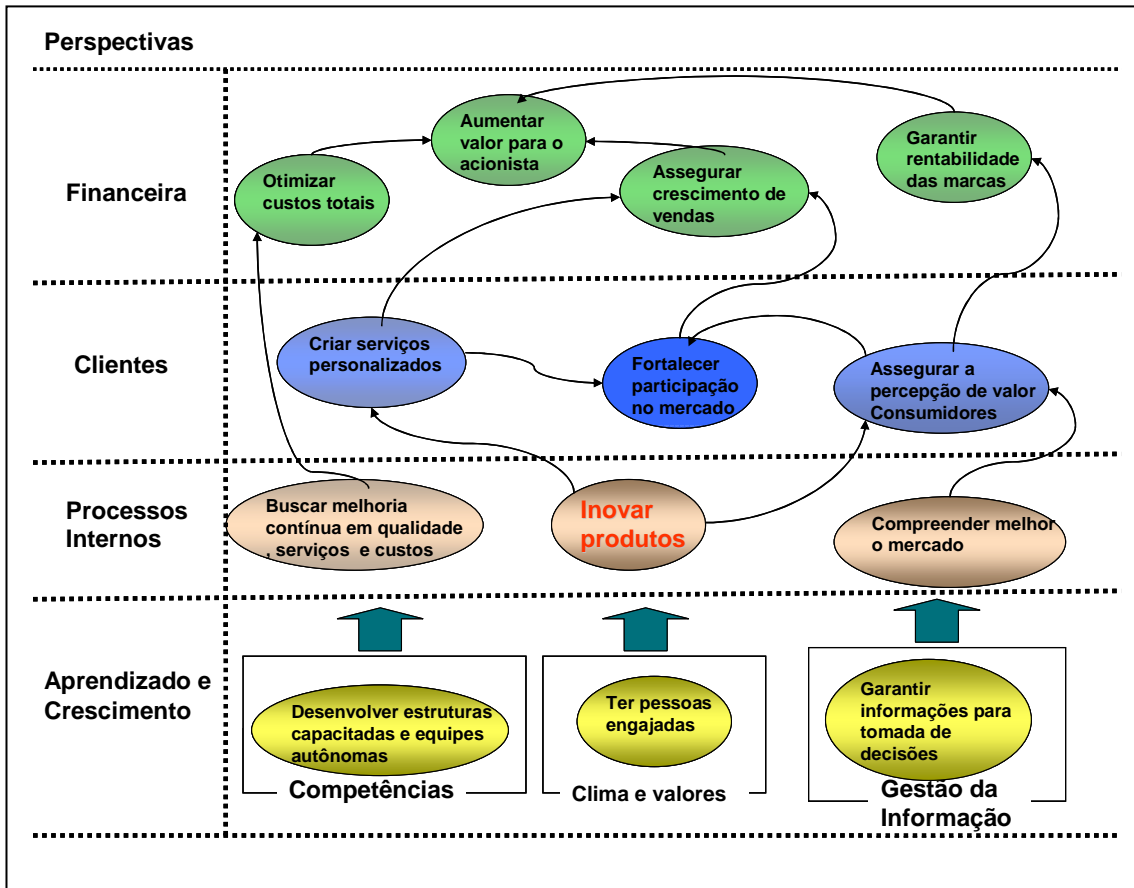 Perspectivas
Financeira
Aumentar
valor para o
acionista
Garantir
rentabilidade
das marcas
Otimizar
custos totais
Assegurar
crescimento de
vendas
Clientes
Criar serviços
personalizados
Fortalecer
participação
no mercado
Assegurar a
percepção de valor
Consumidores
Processos
Internos
Buscar melhoria
contínua em qualidade
, serviços e custos
Inovar
produtos
Compreender melhor
o mercado
Aprendizado e
Crescimento
Desenvolver estruturas
capacitadas e equipes
autônomas
Competências
Ter pessoas
engajadas
Clima e valores
Garantir
informações para
tomada de
decisões
Gestão da
Informação